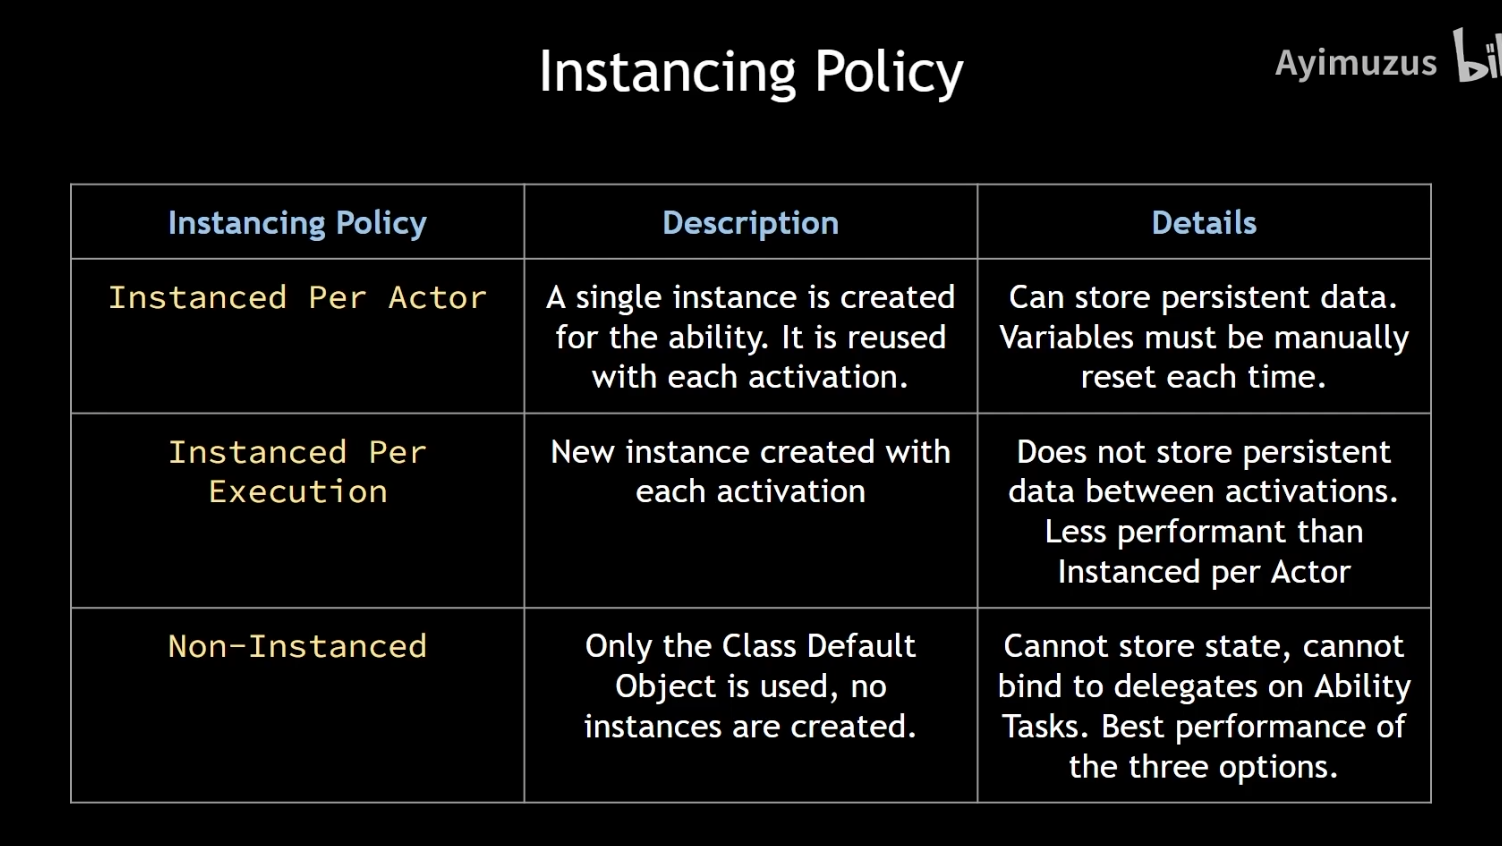 Instancing Policy
Ayimuzus
Instancing Policy
Description
Details
Instanced Per Actor
A single instance is created
for the ability. It is reused
with each activation.
Can store persistent data.
Variables must be manually
reset each time.
Instanced Per
Execution
New instance created with
each activation
Does not store persistent
data between activations.
Less performant than
Instanced per Actor
Non-Instanced
Only the Class Default
Object is used, no
instances are created.
Cannot store state, cannot
bind to delegates on Ability
Tasks. Best performance of
the three options.